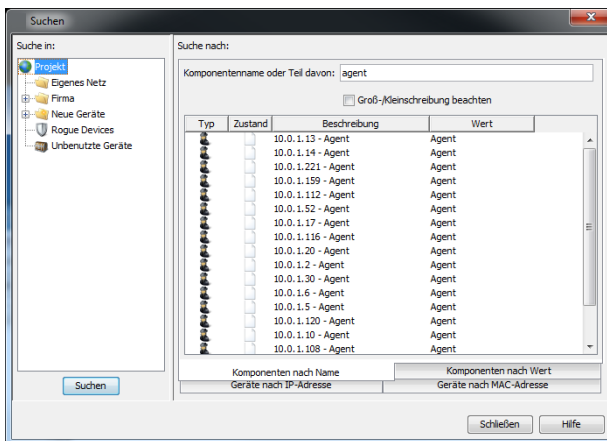 Suchen
Suche in:
Projekt
Eigenes Netz
Firma
Neue Geräte
Rogue Devices
Unbenutzte Geräte
Suchen
Suche nach:
Komponentenname oder Teil davon: agent
Groß-/Kleinschreibung beachten
Typ Zustand Beschreibung Wert
10.0.1.13 - Agent Agent
10.0.1.14 - Agent Agent
10.0.1.221 - Agent Agent
10.0.1.159 - Agent Agent
10.0.1.112 - Agent Agent
10.0.1.52 - Agent Agent
10.0.1.17 - Agent Agent
10.0.1.116 - Agent Agent
10.0.1.20 - Agent Agent
10.0.1.2 - Agent Agent
10.0.1.30 - Agent Agent
10.0.1.6 - Agent Agent
10.0.1.5 - Agent Agent
10.0.1.120 - Agent Agent
10.0.1.10 - Agent Agent
10.0.1.108 - Agent Agent
Komponenten nach Name Komponenten nach Wert
Geräte nach IP-Adresse Geräte nach MAC-Adresse
Schließen Hilfe